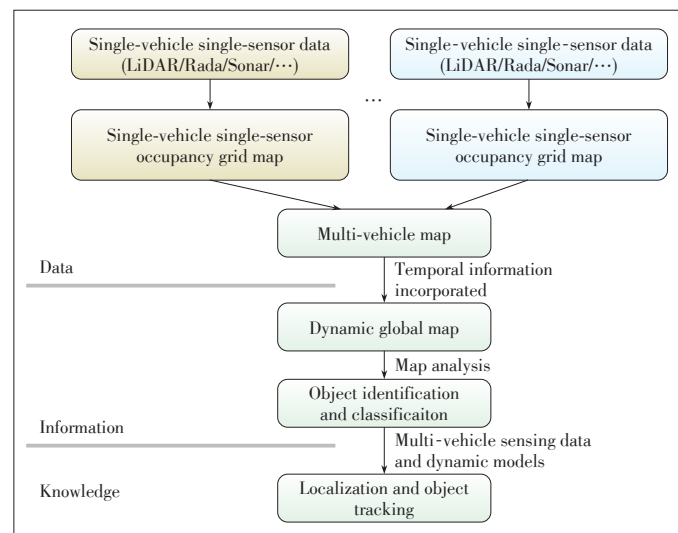 Single-vehicle single-sensor data
(LiDAR/Rada/Sonar/…)
Single-vehicle single-sensor data
(LiDAR/Rada/Sonar/…)
…
Single-vehicle single-sensor
occupancy grid map
Single-vehicle single-sensor
occupancy grid map
Multi-vehicle map
Data
Temporal information
incorporated
Dynamic global map
Map analysis
Object identification
and classificaiton
Information
Multi-vehicle sensing data
and dynamic models
Knowledge
Localization and object
tracking